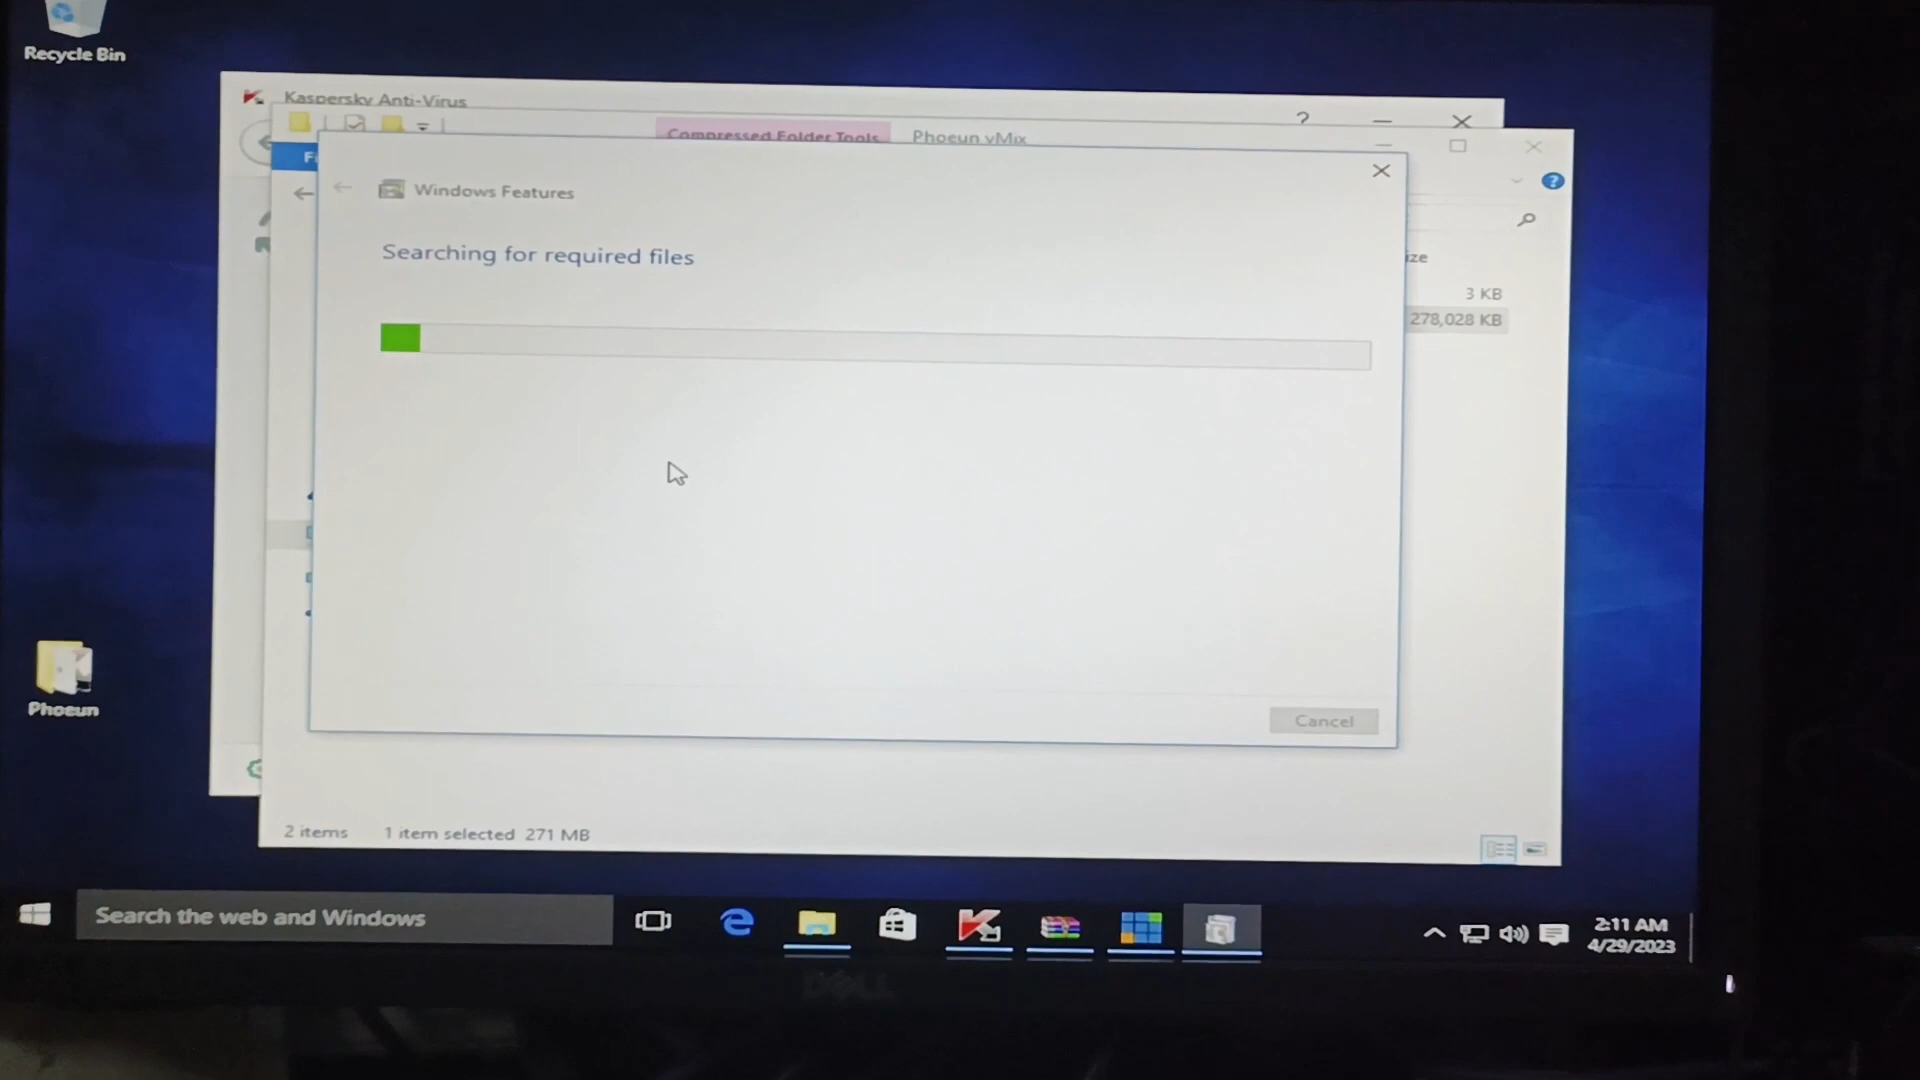 Recycle Bin
Kaspersky Anti-Virus
Compressed Folder Tools
Phoeun vMix
Windows Features
Searching for required files
3 KB
278,028 KB
Cancel
Phoeun
2 items 1 item selected 271 MB
Search the web and Windows
2:11 AM
4/29/2023
DELL